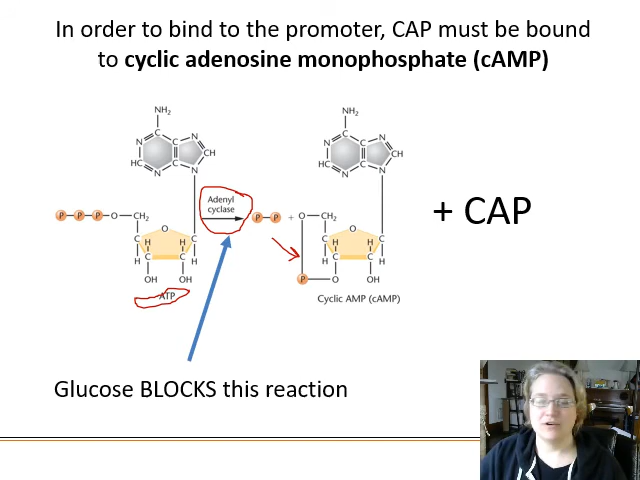 In order to bind to the promoter, CAP must be bound
to cyclic adenosine monophosphate (cAMP)
NH₂
NH₂
N C N
N C N
C CH
C CH
HC N C N
HC N C N
Adenyl
cyclase
+ CAP
P P P O CH₂
P P + O CH₂
O
O
C H H C
C H H C
H C C H
H C C H
OH OH
P O OH
ATP
Cyclic AMP (cAMP)
Glucose BLOCKS this reaction